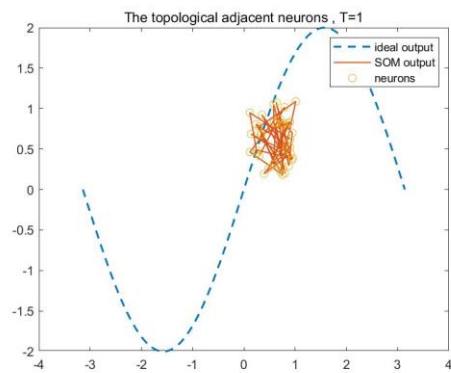 The topological adjacent neurons , T=1
ideal output
SOM output
neurons
2
1.5
1
0.5
0
-0.5
-1
-1.5
-2
-4 -3 -2 -1 0 1 2 3 4